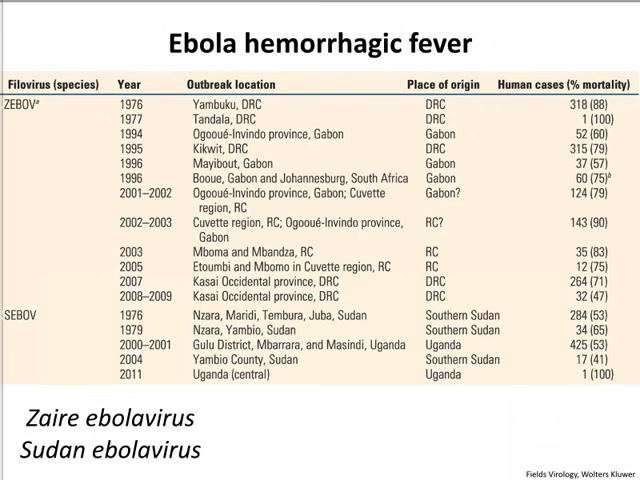 Ebola hemorrhagic fever
Filovirus (species) Year Outbreak location Place of origin Human cases (% mortality)
ZEBOVᵃ 1976 Yambuku, DRC DRC 318 (88)
1977 Tandala, DRC DRC 1 (100)
1994 Ogooué-Invindo province, Gabon Gabon 52 (60)
1995 Kikwit, DRC DRC 315 (79)
1996 Mayibout, Gabon Gabon 37 (57)
1996 Booue, Gabon and Johannesburg, South Africa Gabon 60 (75)ᵇ
2001–2002 Ogooué-Invindo province, Gabon; Cuvette Gabon? 124 (79)
region, RC
2002–2003 Cuvette region, RC; Ogooué-Invindo province, RC? 143 (90)
Gabon
2003 Mboma and Mbandza, RC RC 35 (83)
2005 Etoumbi and Mbomo in Cuvette region, RC RC 12 (75)
2007 Kasai Occidental province, DRC DRC 264 (71)
2008–2009 Kasai Occidental province, DRC DRC 32 (47)
SEBOV 1976 Nzara, Maridi, Tembura, Juba, Sudan Southern Sudan 284 (53)
1979 Nzara, Yambio, Sudan Southern Sudan 34 (65)
2000–2001 Gulu District, Mbarrara, and Masindi, Uganda Uganda 425 (53)
2004 Yambio County, Sudan Southern Sudan 17 (41)
2011 Uganda (central) Uganda 1 (100)
Zaire ebolavirus
Sudan ebolavirus
Fields Virology, Wolters Kluwer